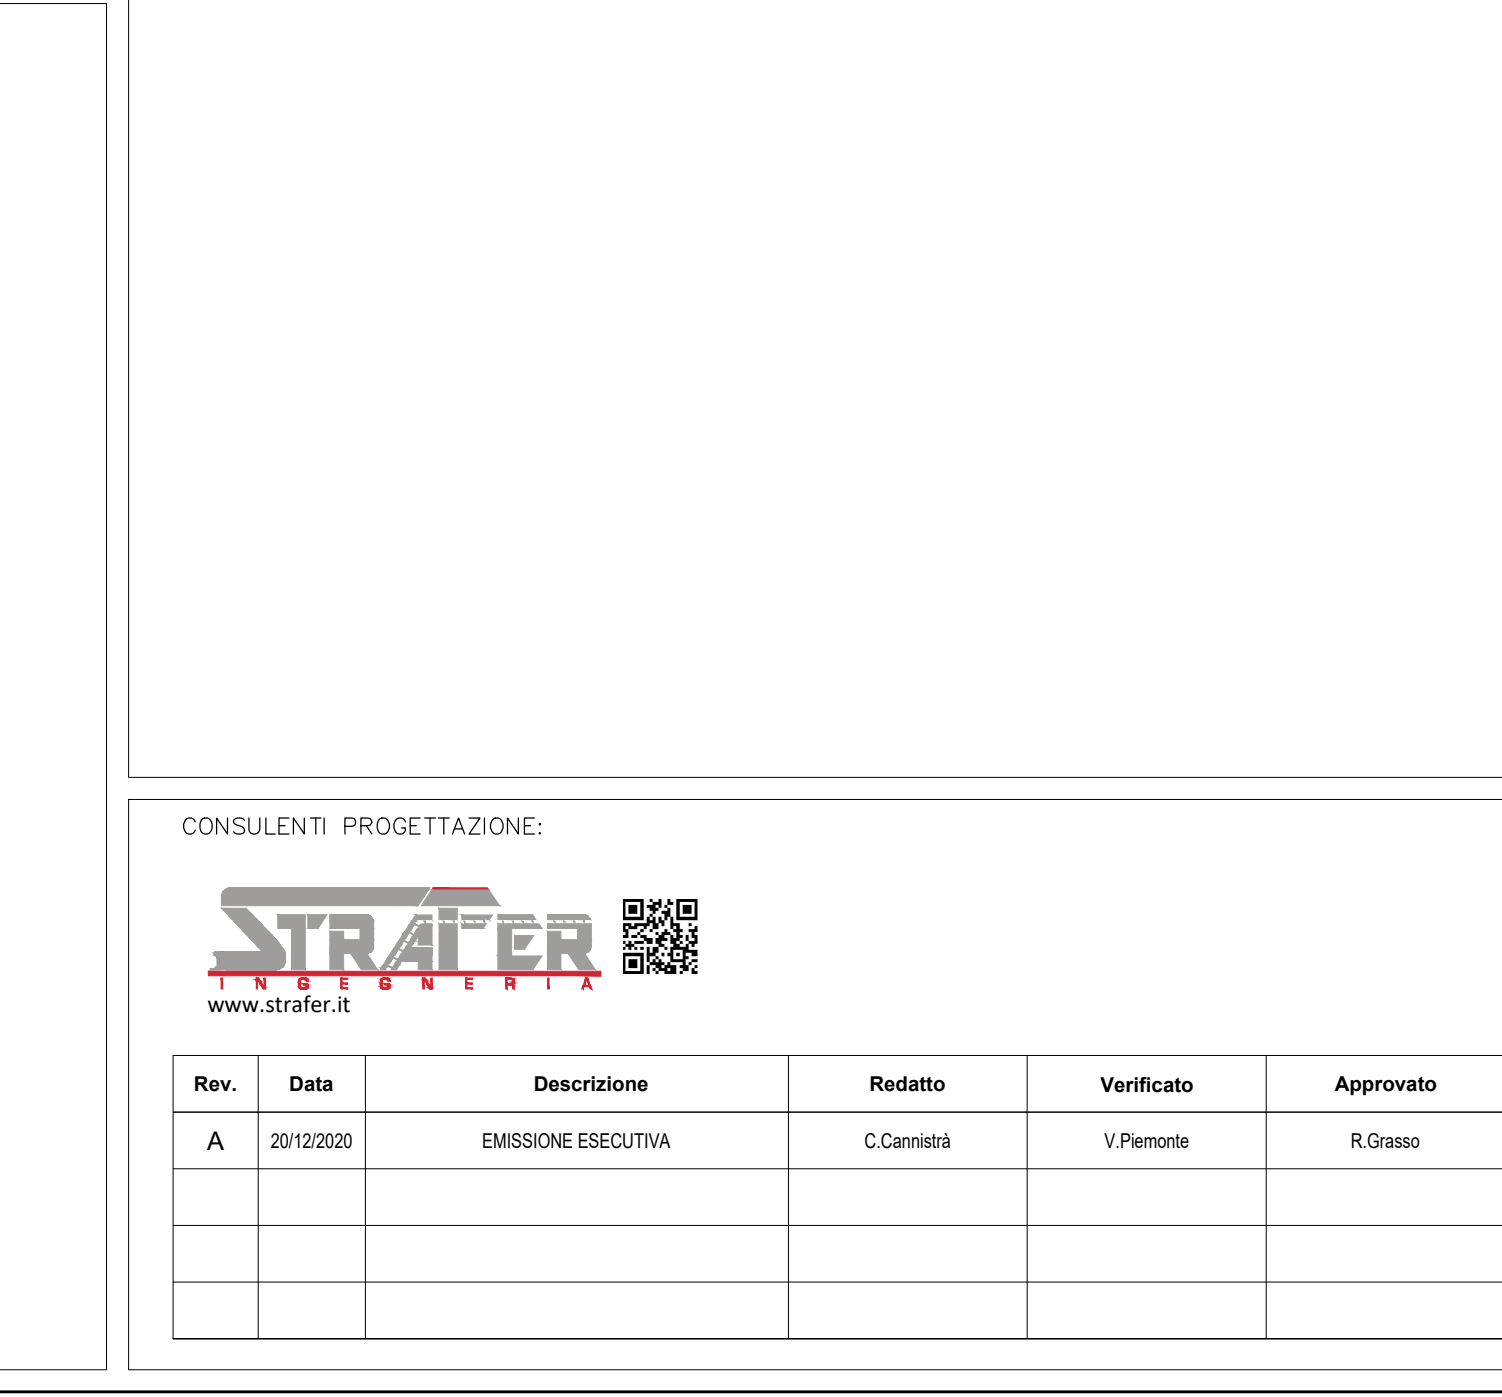 CONSULENTI PROGETTAZIONE:
STRAFER
INGEGNERIA
www.strafer.it
Rev. Data Descrizione Redatto Verificato Approvato
A 20/12/2020 EMISSIONE ESECUTIVA C.Cannistrà V.Piemonte R.Grasso